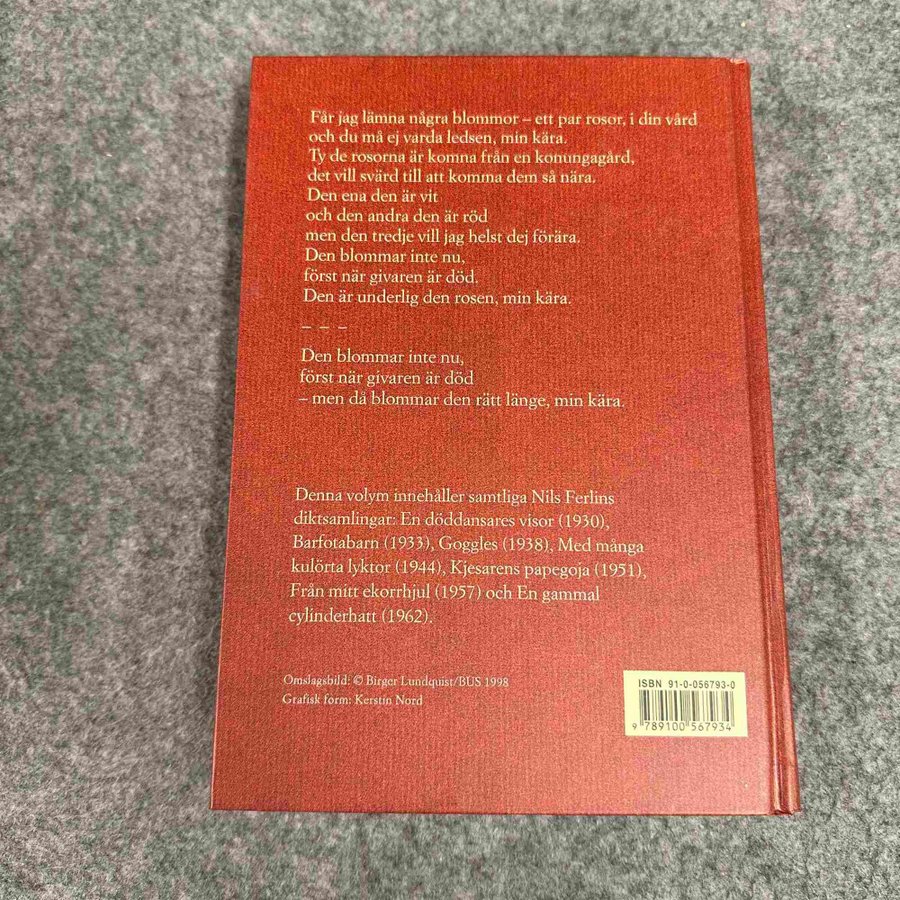 Får jag lämna några blommor – ett par rosor, i din vård
och du må ej varda ledsen, min kära.
Ty de rosorna är komna från en konungagård,
det vill svärd till att komma dem så nära.
Den ena den är vit
och den andra den är röd
men den tredje vill jag helst dej förära.
Den blommar inte nu,
först när givaren är död.
Den är underlig den rosen, min kära.
– – –
Den blommar inte nu,
först när givaren är död
– men då blommar den rätt länge, min kära.
Denna volym innehåller samtliga Nils Ferlins
diktsamlingar: En döddansares visor (1930),
Barfotabarn (1933), Goggles (1938), Med många
kulörta lyktor (1944), Kejsarens papegoja (1951),
Från mitt ekorrhjul (1957) och En gammal
cylinderhatt (1962).
Omslagsbild: © Birger Lundquist/BUS 1998
Grafisk form: Kerstin Nord
ISBN 91-0-056793-0
9 789100 567934